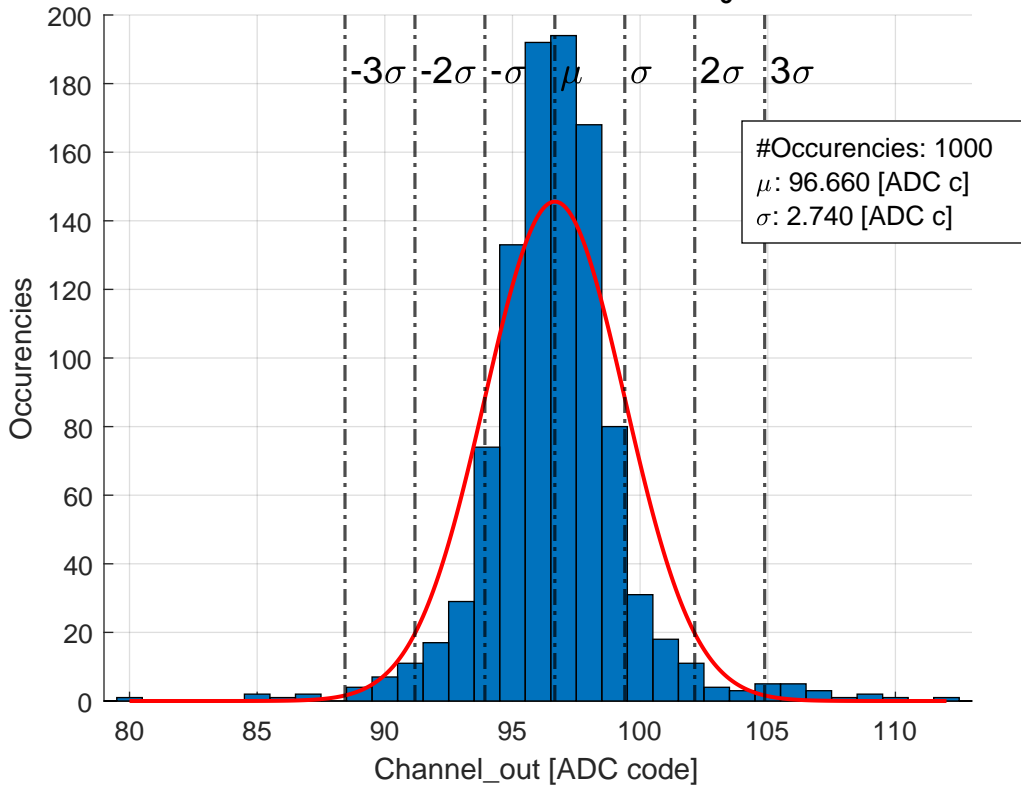 200
180
160
140
120
100
80
60
40
20
0
Occurencies
-3σ -2σ -σ μ σ 2σ 3σ
#Occurencies: 1000
μ: 96.660 [ADC c]
σ: 2.740 [ADC c]
80 85 90 95 100 105 110
Channel_out [ADC code]